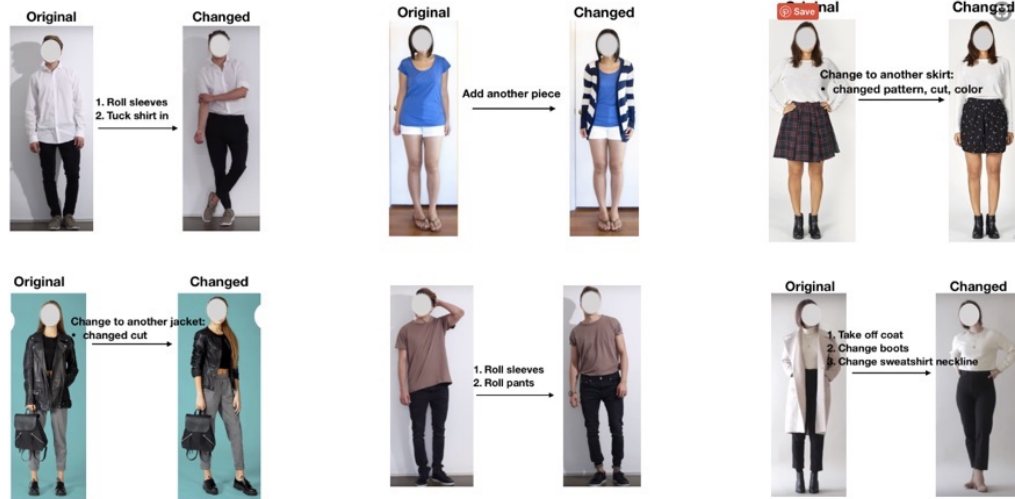 Original
Changed
1. Roll sleeves
2. Tuck shirt in
Original
Changed
Add another piece
Save
Changed
Change to another skirt:
• changed pattern, cut, color
Original
Changed
Change to another jacket:
• changed cut
1. Roll sleeves
2. Roll pants
Original
Changed
1. Take off coat
2. Change boots
3. Change sweatshirt neckline